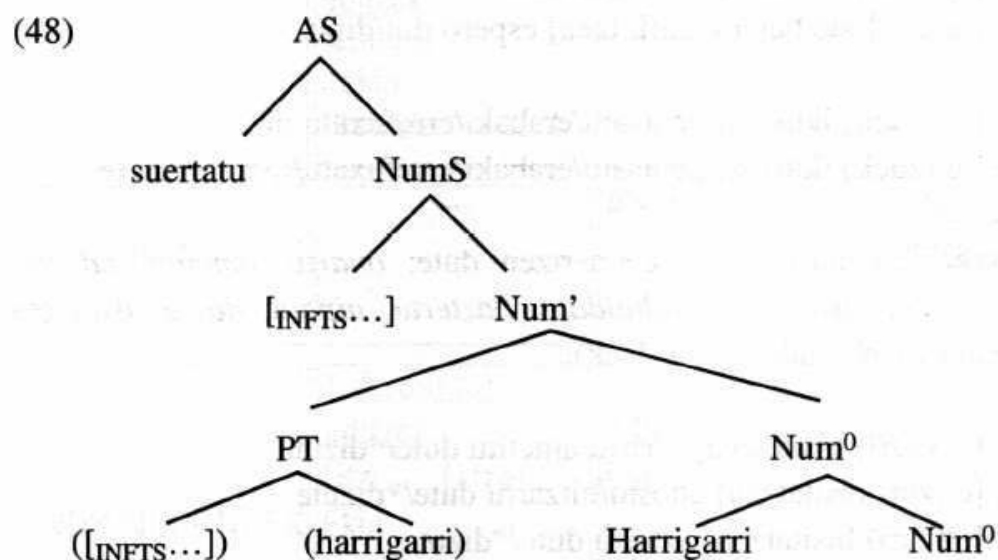 (48) AS
suertatu NumS
[INFTS...] Num'
PT Num⁰
([INFTS...]) (harrigarri) Harrigarri Num⁰